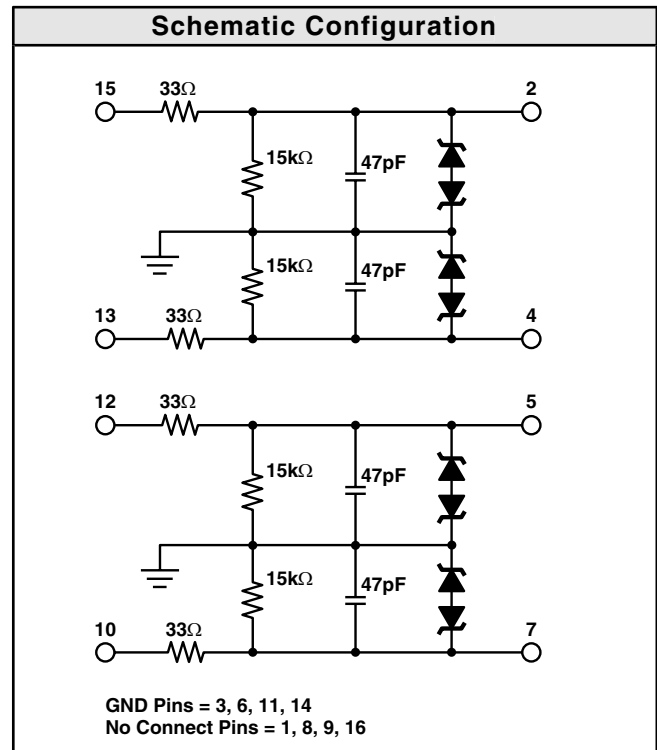 Schematic Configuration
15 33Ω 2
15kΩ 47pF
15kΩ 47pF
13 33Ω 4
12 33Ω 5
15kΩ 47pF
15kΩ 47pF
10 33Ω 7
GND Pins = 3, 6, 11, 14
No Connect Pins = 1, 8, 9, 16